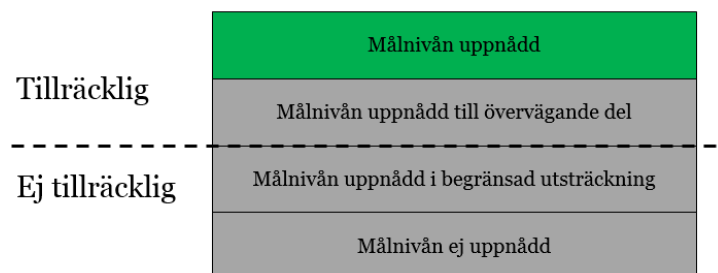 Målnivån uppnådd
Tillräcklig
Målnivån uppnådd till övervägande del
Ej tillräcklig
Målnivån uppnådd i begränsad utsträckning
Målnivån ej uppnådd